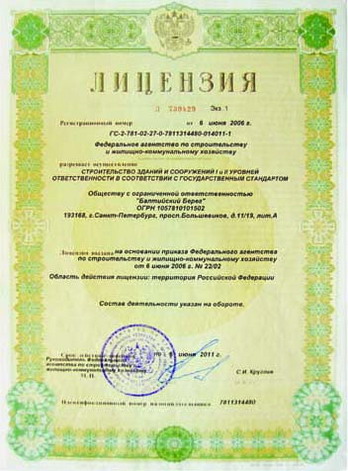 ЛИЦЕНЗИЯ
Д 730429 Экз. 1
Регистрационный номер от 6 июня 2006 г.
ГС-2-781-02-27-0-7811314480-014011-1
Федеральное агентство по строительству
и жилищно-коммунальному хозяйству
разрешает осуществление
СТРОИТЕЛЬСТВО ЗДАНИЙ И СООРУЖЕНИЙ I и II УРОВНЕЙ
ОТВЕТСТВЕННОСТИ В СООТВЕТСТВИИ С ГОСУДАРСТВЕННЫМ СТАНДАРТОМ
Обществу с ограниченной ответственностью
"Балтийский Берег"
ОГРН 1057810101502
193168, г.Санкт-Петербург, просп.Большевиков, д.11/19, лит.А
Лицензия выдана на основании приказа Федерального агентства
по строительству и жилищно-коммунальному хозяйству
от 6 июня 2006 г. № 22/02
Область действия лицензии: территория Российской Федерации
Состав деятельности указан на обороте.
Срок действия по 6 июня 2011 г.
Руководитель Федерального
агентства по строительству и
жилищно-коммунальному хозяйству
М.П.
С.И. Круглик
Идентификационный номер налогоплательщика 7811314480